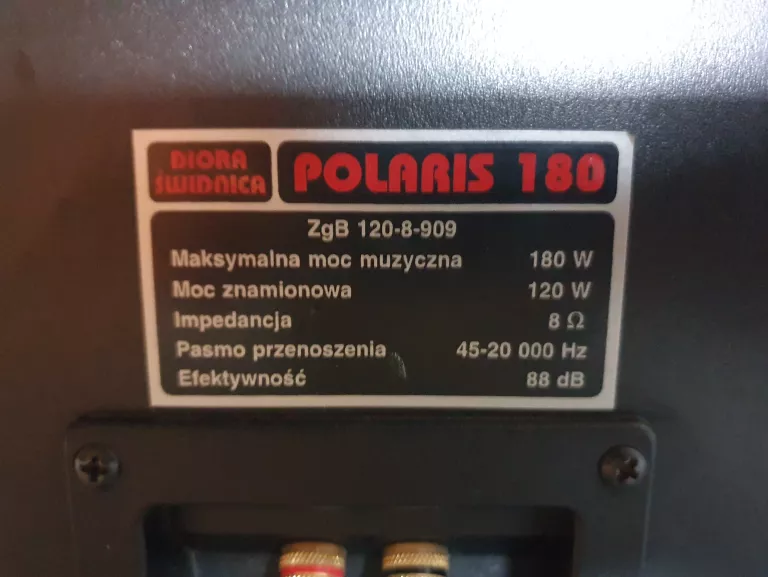 DIORA
ŚWIDNICA
POLARIS 180
ZgB 120-8-909
Maksymalna moc muzyczna 180 W
Moc znamionowa 120 W
Impedancja 8 Ω
Pasmo przenoszenia 45-20 000 Hz
Efektywność 88 dB